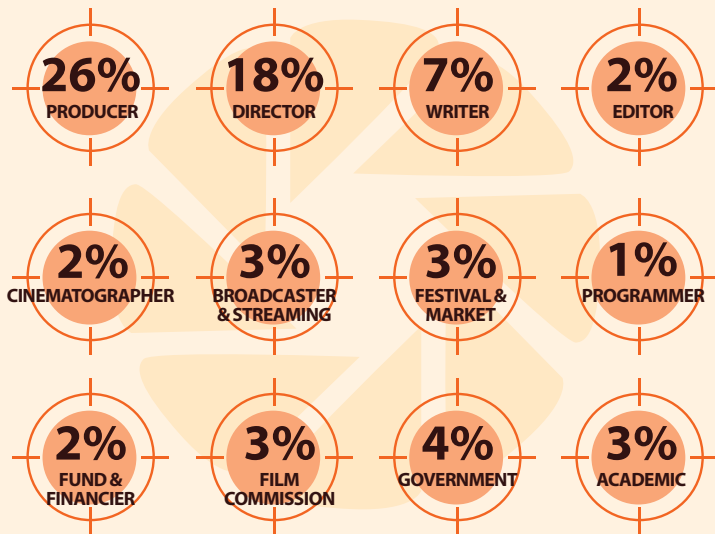 26%
PRODUCER
18%
DIRECTOR
7%
WRITER
2%
EDITOR
2%
CINEMATOGRAPHER
3%
BROADCASTER
& STREAMING
3%
FESTIVAL &
MARKET
1%
PROGRAMMER
2%
FUND &
FINANCIER
3%
FILM
COMMISSION
4%
GOVERNMENT
3%
ACADEMIC